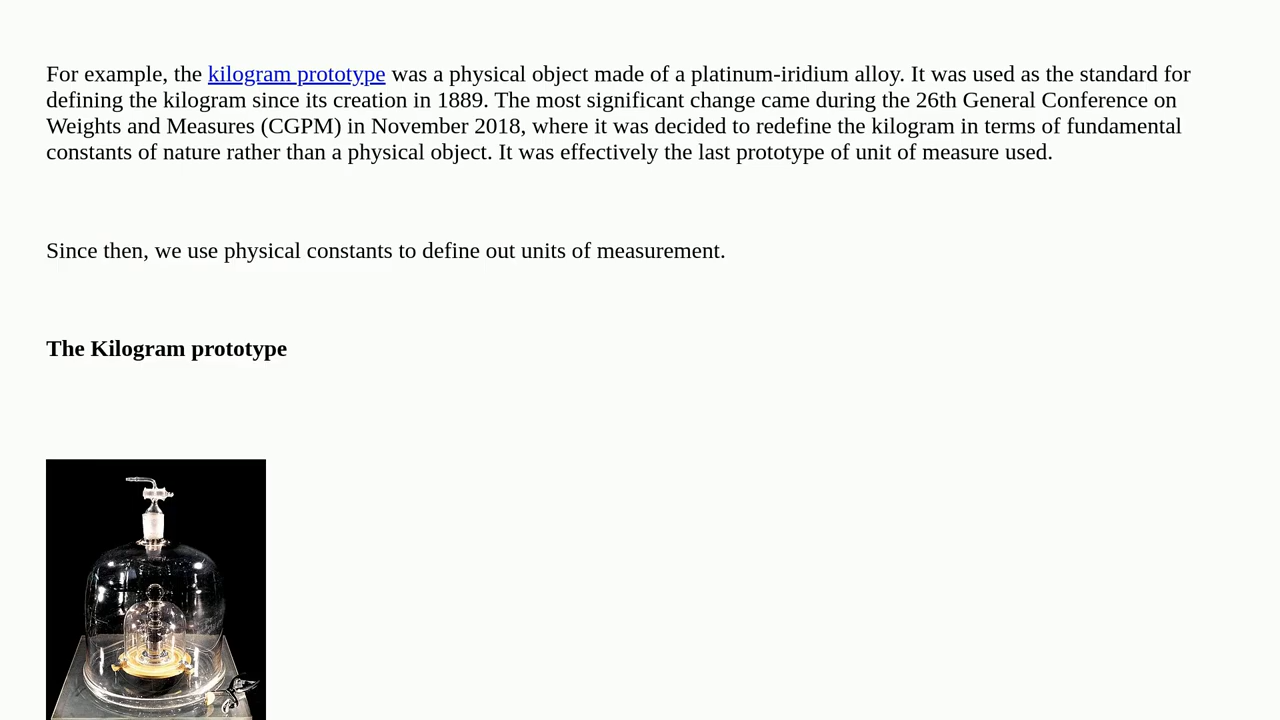 For example, the kilogram prototype was a physical object made of a platinum-iridium alloy. It was used as the standard for
defining the kilogram since its creation in 1889. The most significant change came during the 26th General Conference on
Weights and Measures (CGPM) in November 2018, where it was decided to redefine the kilogram in terms of fundamental
constants of nature rather than a physical object. It was effectively the last prototype of unit of measure used.
Since then, we use physical constants to define out units of measurement.
The Kilogram prototype